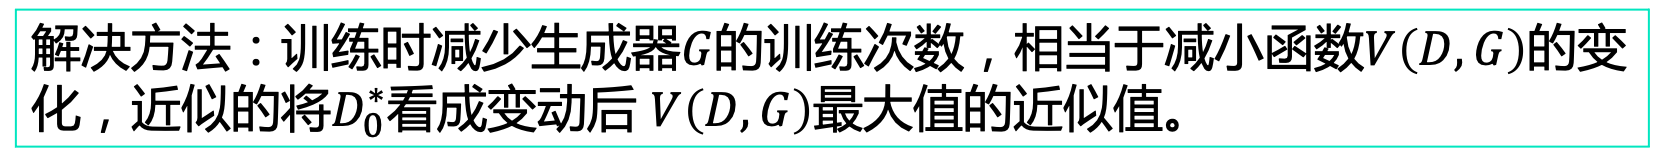 解决方法：训练时减少生成器G的训练次数，相当于减小函数V(D,G)的变
化，近似的将D₀*看成变动后 V(D,G)最大值的近似值。